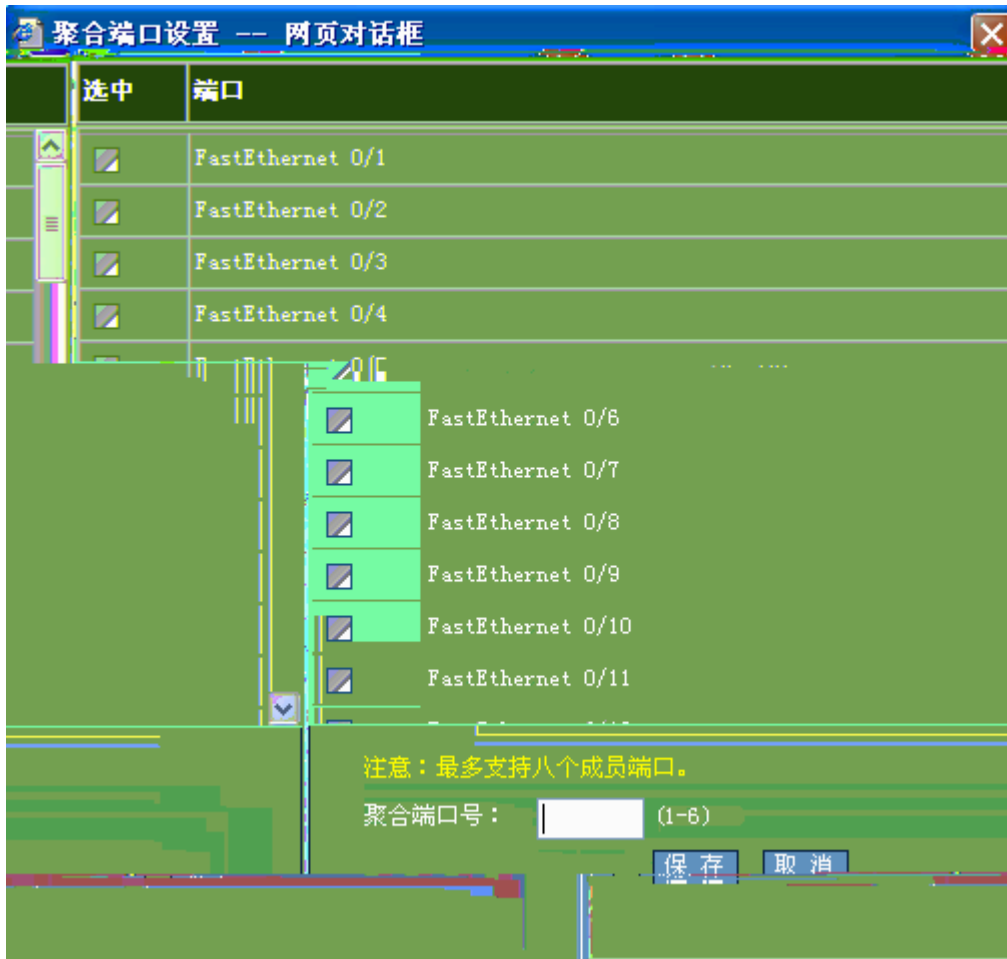 聚合端口设置 -- 网页对话框
选中 端口
FastEthernet 0/1
FastEthernet 0/2
FastEthernet 0/3
FastEthernet 0/4
FastEthernet 0/6
FastEthernet 0/7
FastEthernet 0/8
FastEthernet 0/9
FastEthernet 0/10
FastEthernet 0/11
注意：最多支持八个成员端口。
聚合端口号： (1-6)
保 存 取 消